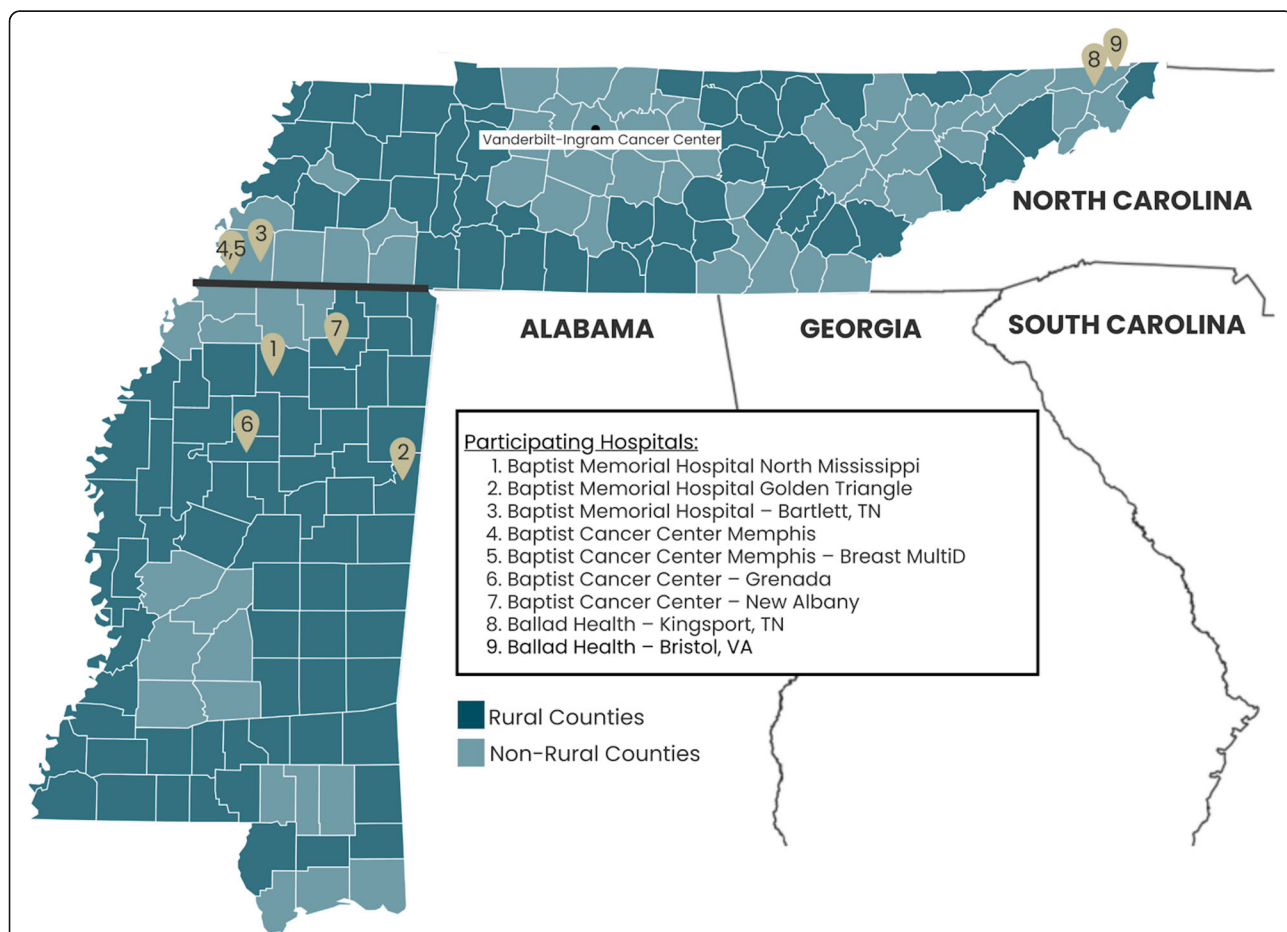 9
8
Vanderbilt-Ingram Cancer Center
NORTH CAROLINA
3
4,5
ALABAMA
GEORGIA
SOUTH CAROLINA
7
1
6
2
Participating Hospitals:
1. Baptist Memorial Hospital North Mississippi
2. Baptist Memorial Hospital Golden Triangle
3. Baptist Memorial Hospital – Bartlett, TN
4. Baptist Cancer Center Memphis
5. Baptist Cancer Center Memphis – Breast MultiD
6. Baptist Cancer Center – Grenada
7. Baptist Cancer Center – New Albany
8. Ballad Health – Kingsport, TN
9. Ballad Health – Bristol, VA
Rural Counties
Non-Rural Counties